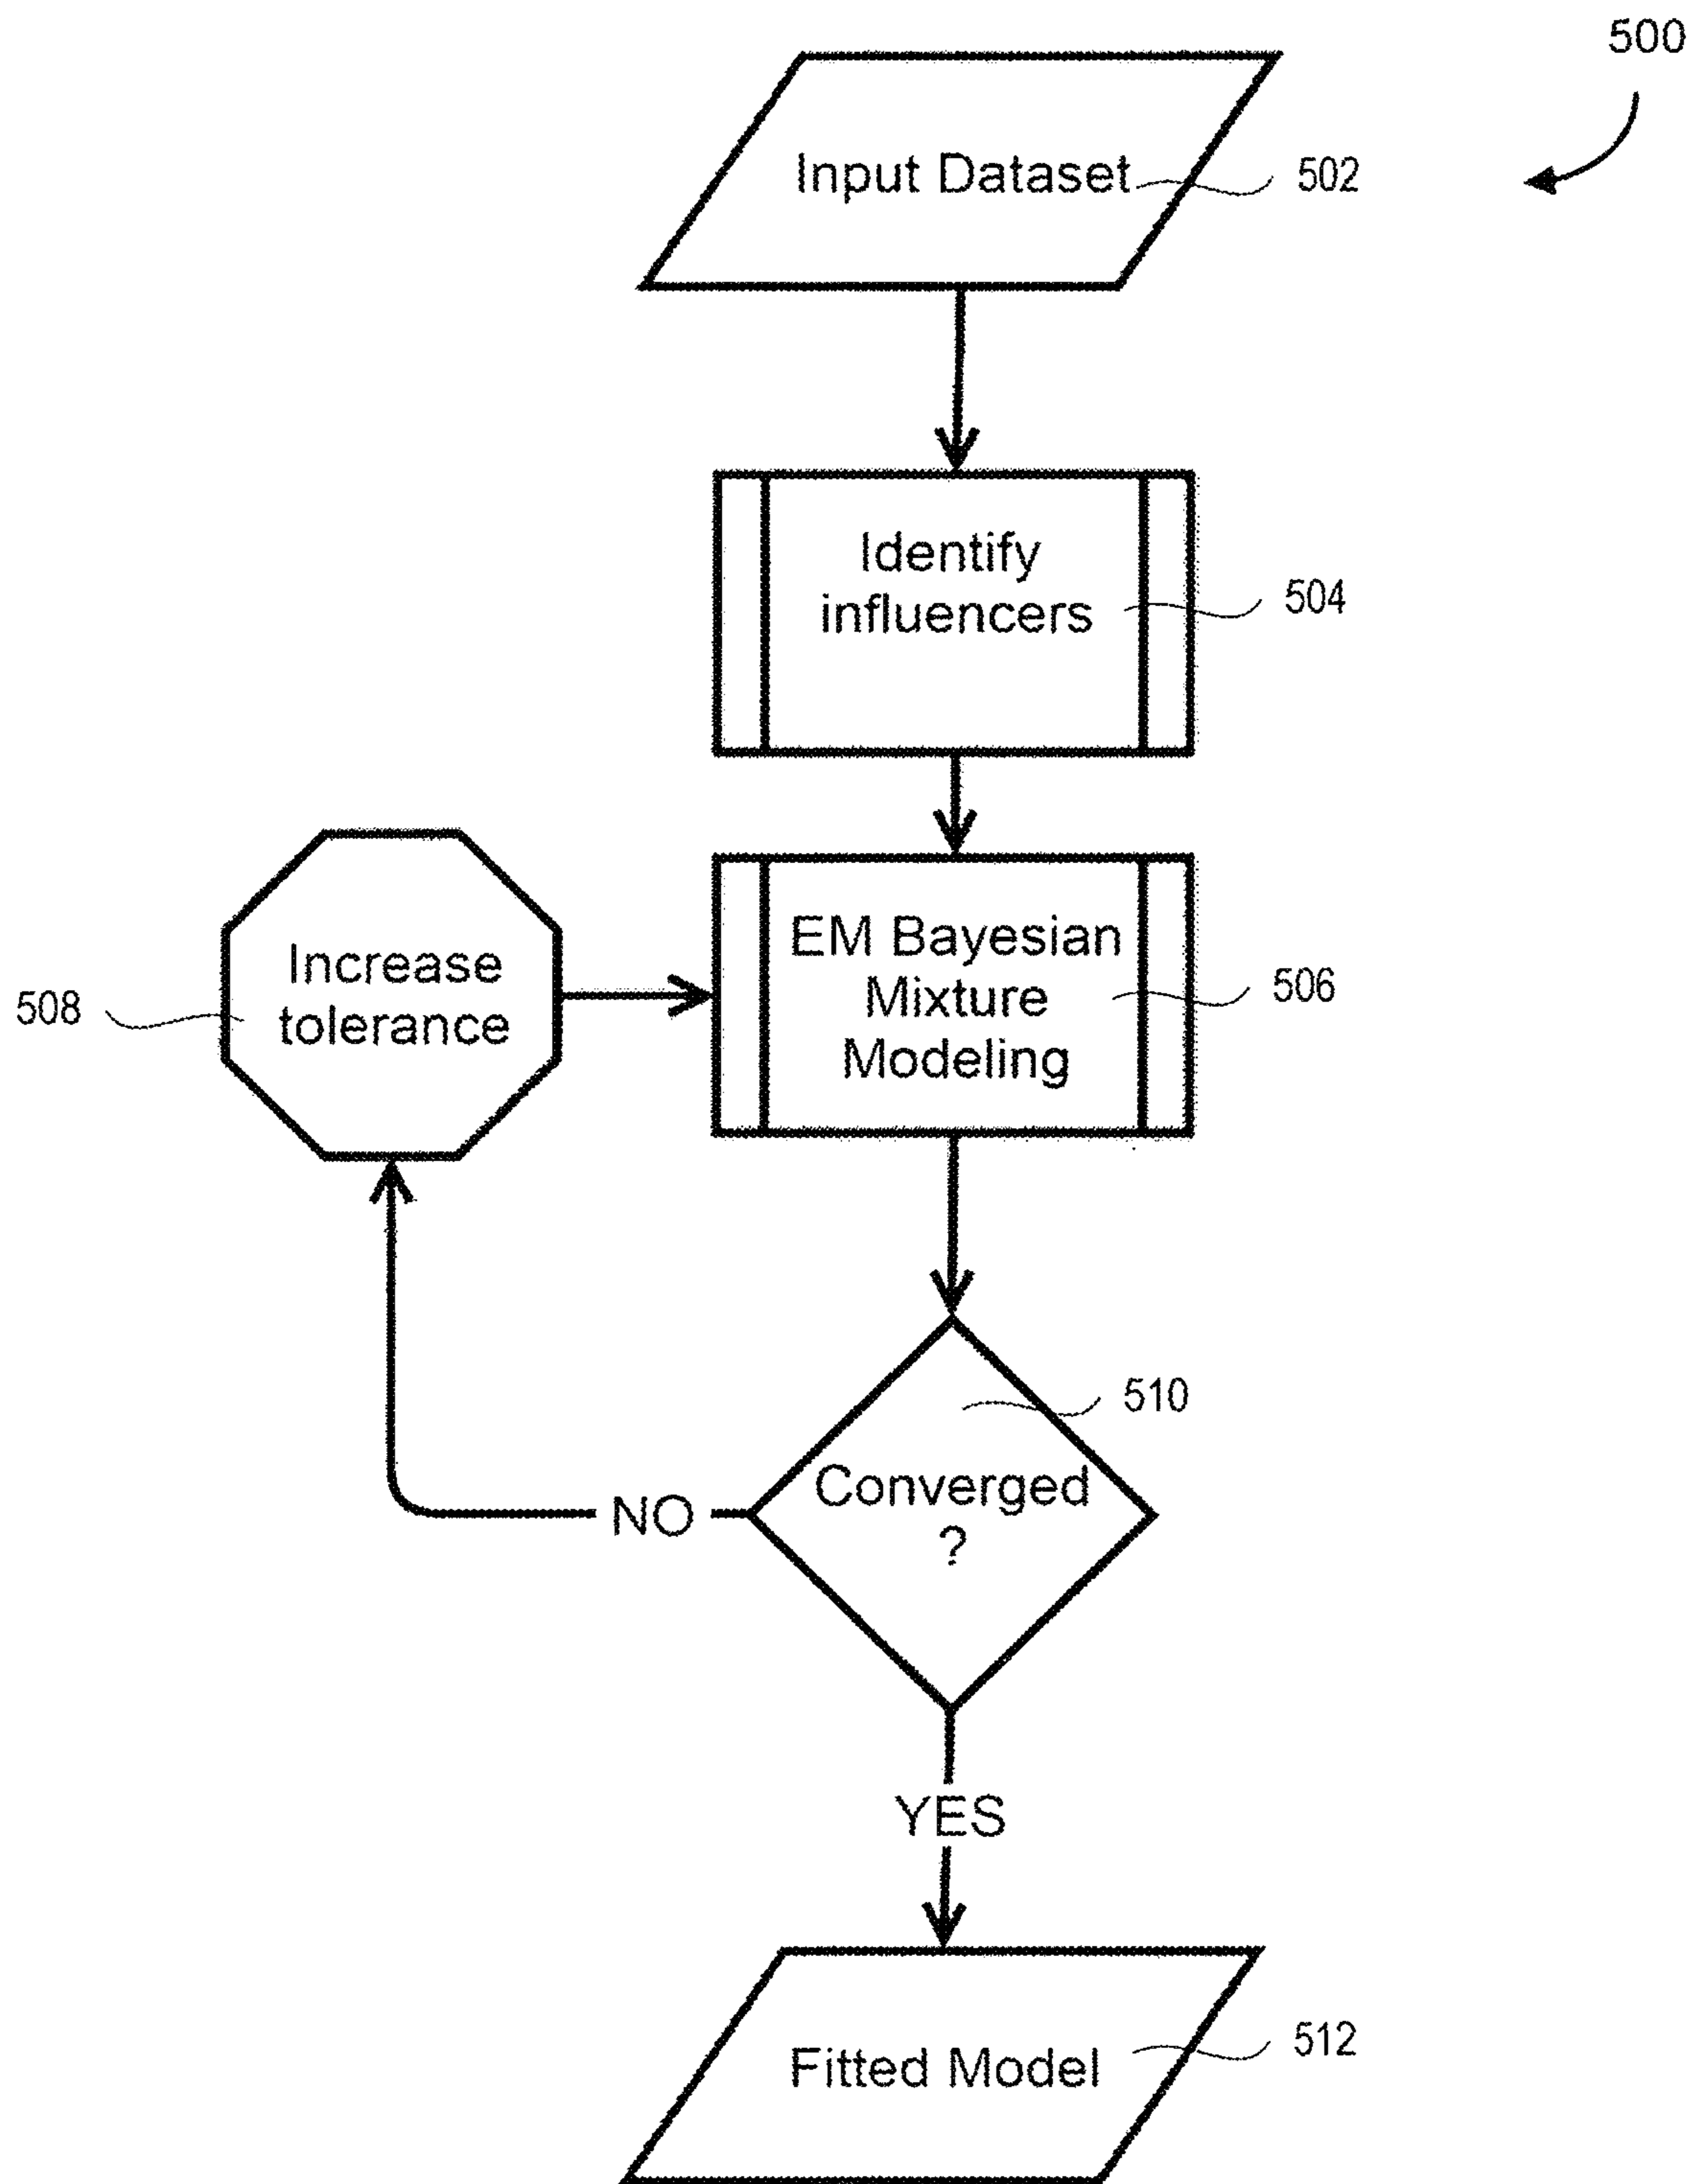 500
Input Dataset
502
Identify
influencers
504
Increase
tolerance
508
EM Bayesian
Mixture
Modeling
506
510
Converged
?
NO
YES
Fitted Model
512